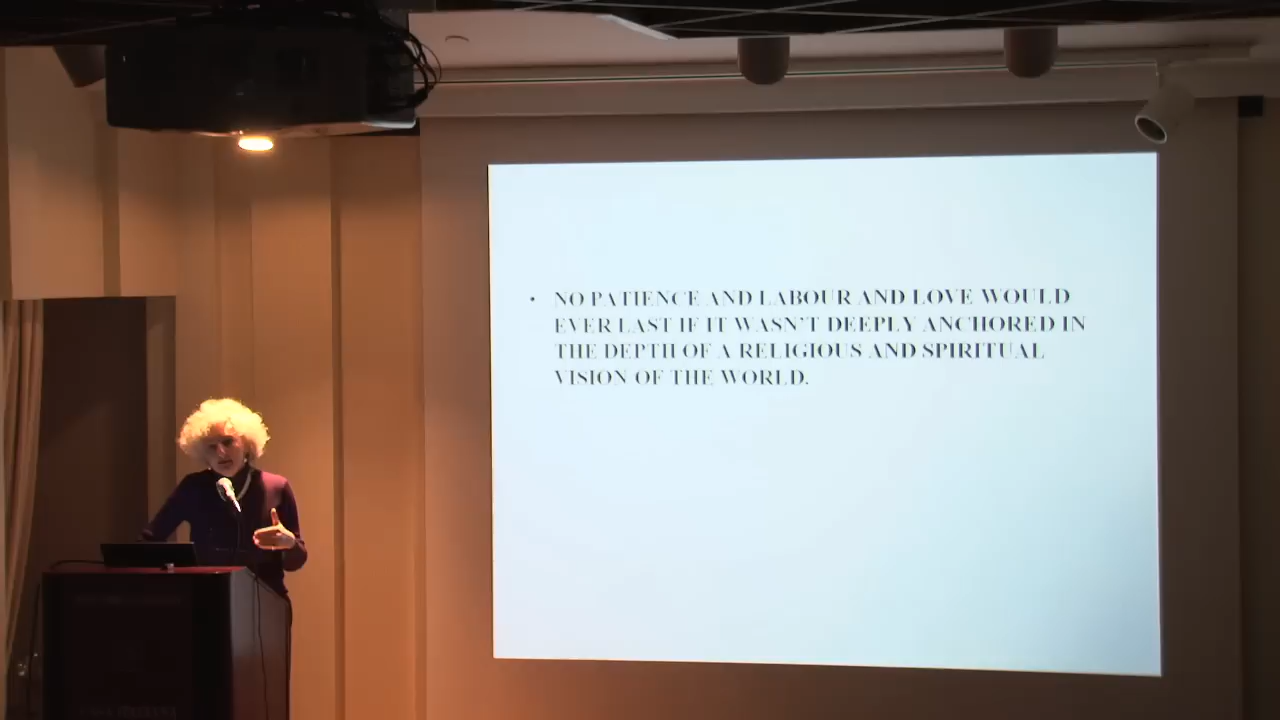 • NO PATIENCE AND LABOUR AND LOVE WOULD
EVER LAST IF IT WASN'T DEEPLY ANCHORED IN
THE DEPTH OF A RELIGIOUS AND SPIRITUAL
VISION OF THE WORLD.